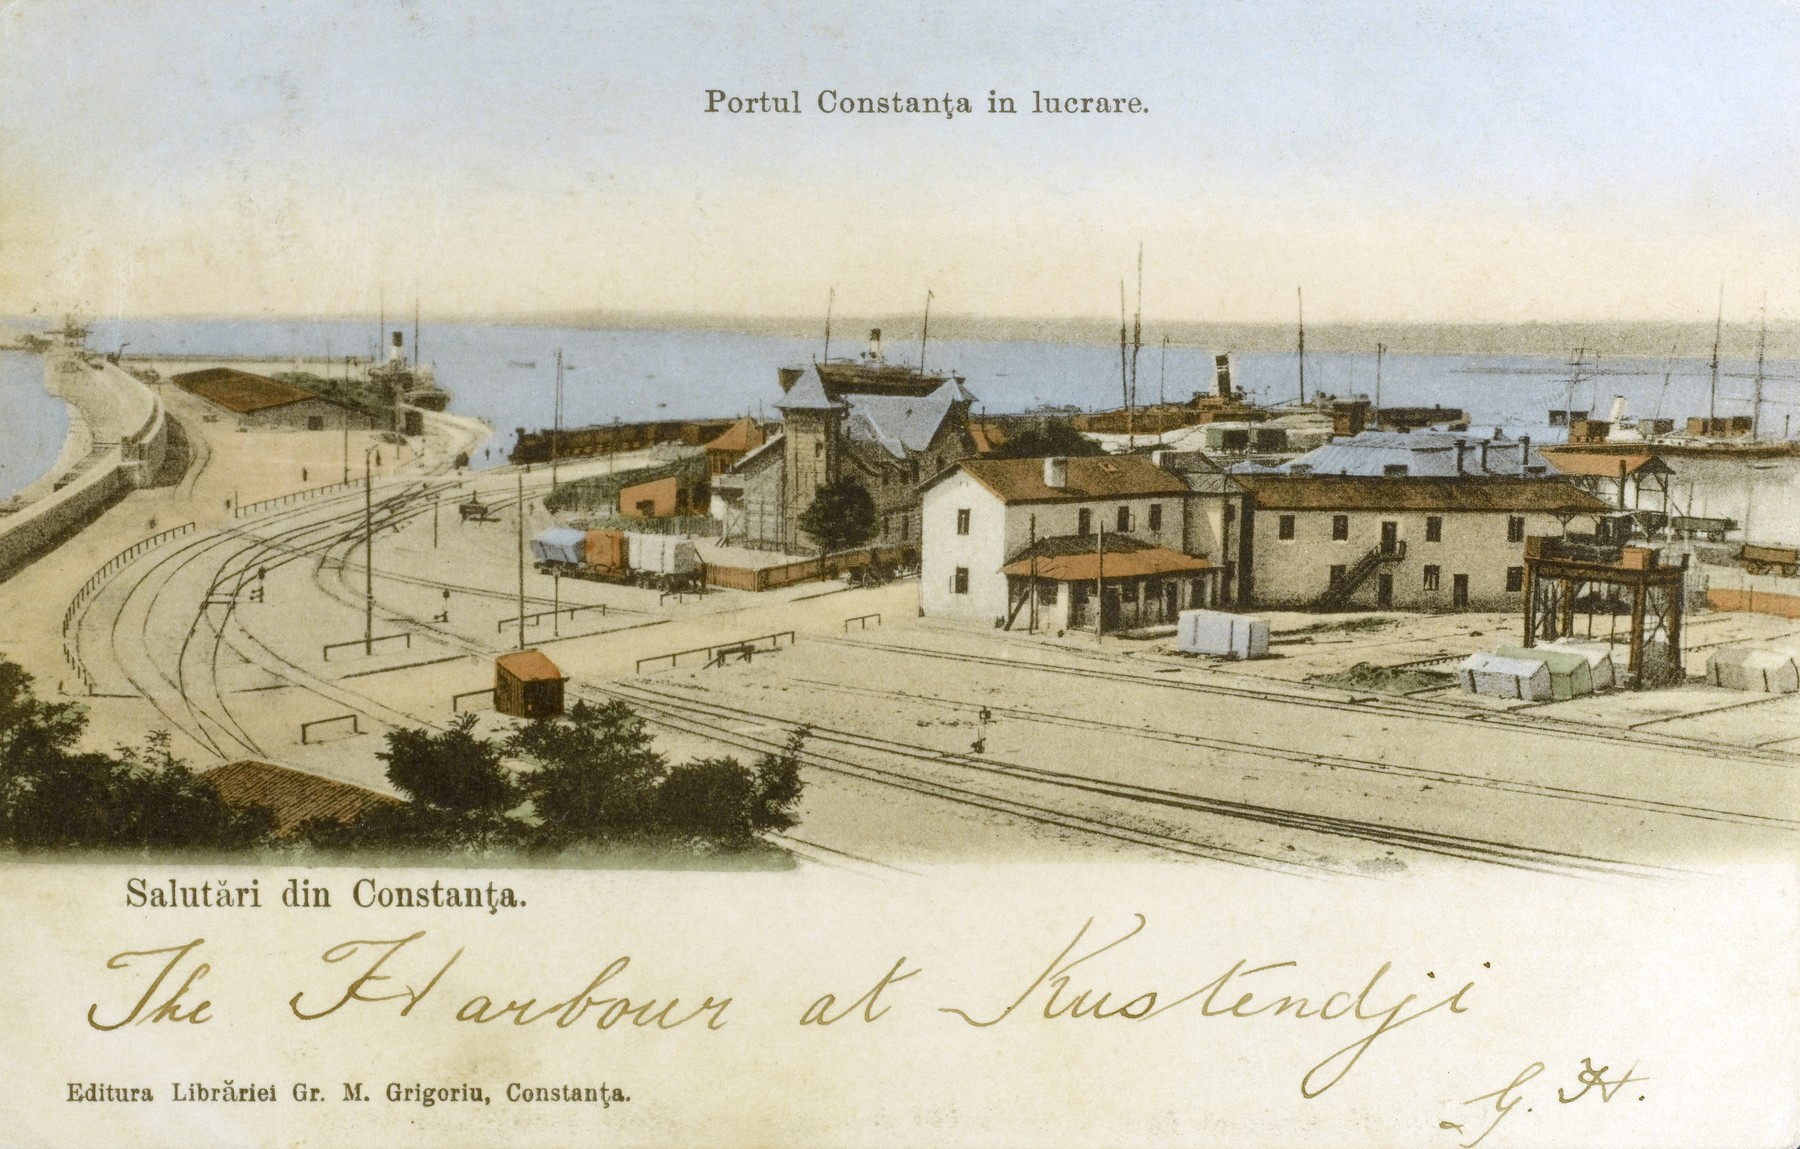 Portul Constanţa in lucrare.
Salutări din Constanţa.
The Harbour at Kustendji
G. H.
Editura Librăriei Gr. M. Grigoriu, Constanţa.